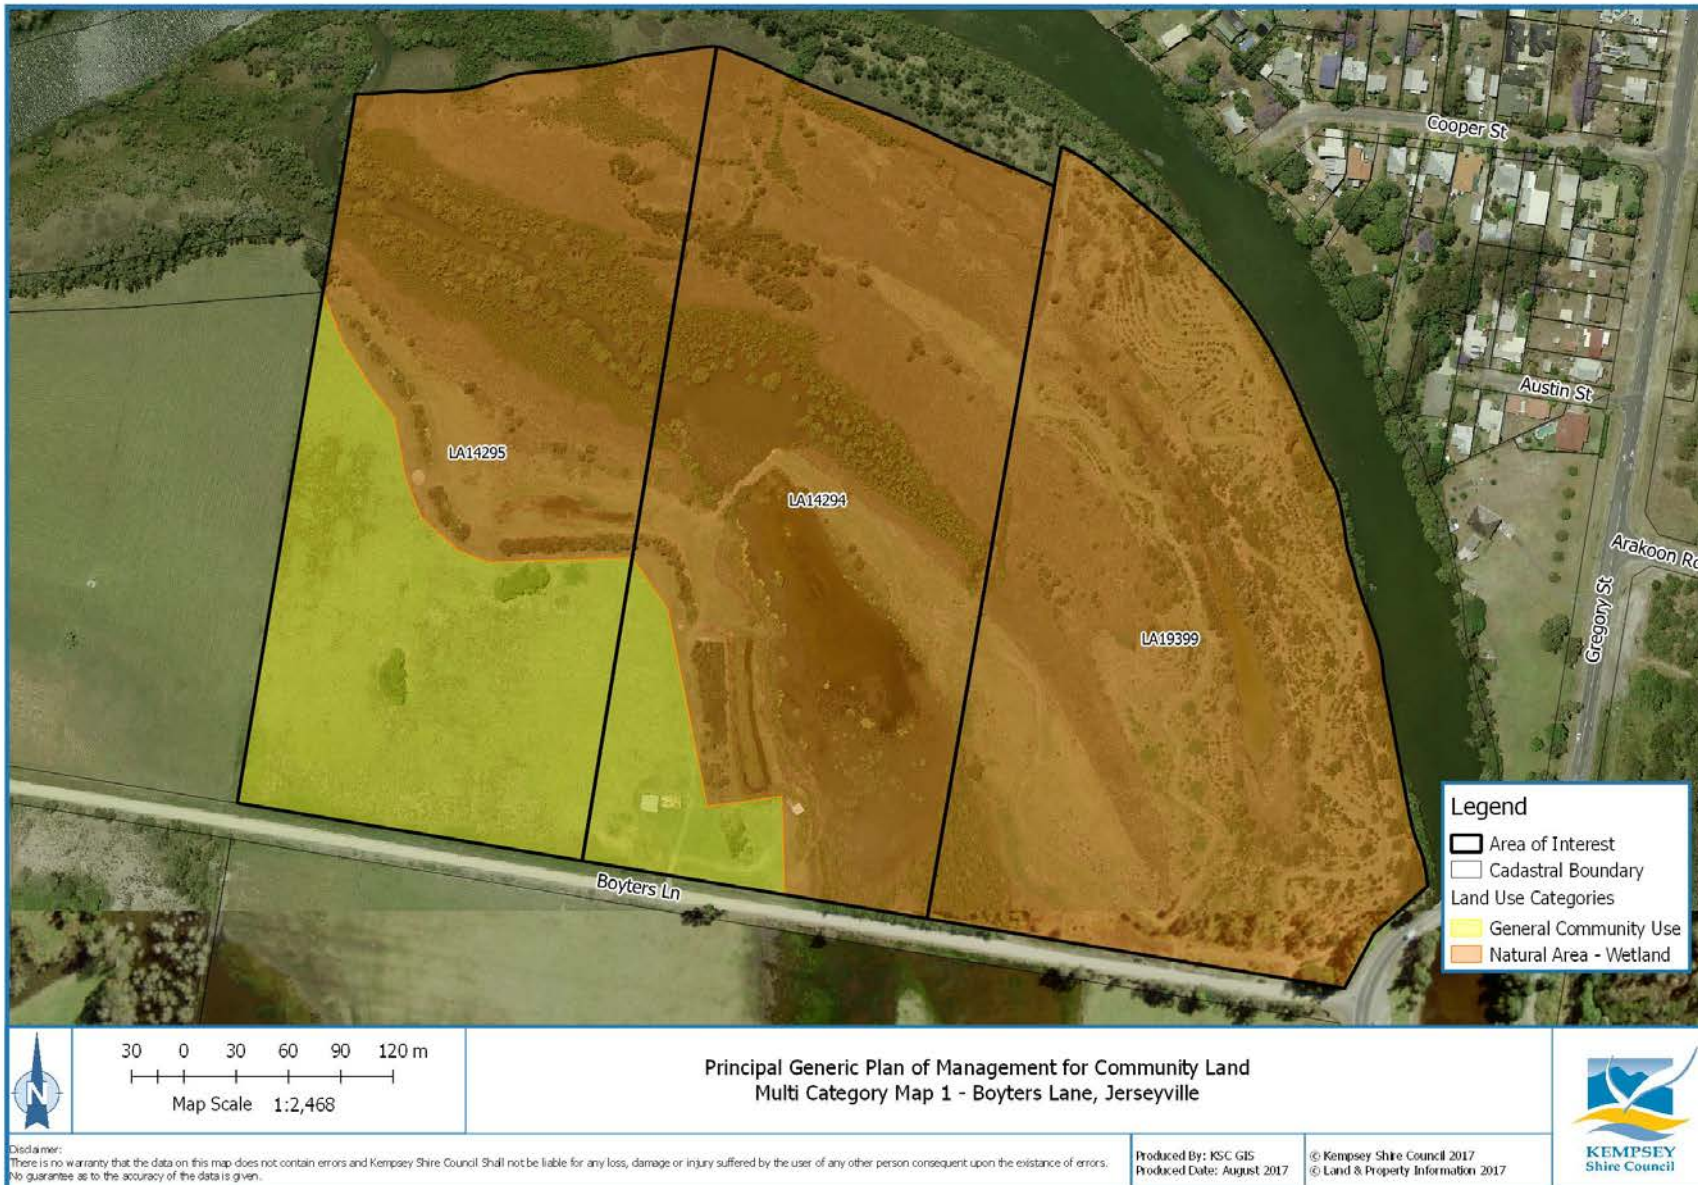 Cooper St
Austin St
Arakoon Rd
Gregory St
LA14295
LA14294
LA19399
Boyters Ln
Legend
Area of Interest
Cadastral Boundary
Land Use Categories
General Community Use
Natural Area - Wetland
N
30 0 30 60 90 120 m
Map Scale 1:2,468
Principal Generic Plan of Management for Community Land
Multi Category Map 1 - Boyters Lane, Jerseyville
KEMPSEY
Shire Council
Disclaimer:
There is no warranty that the data on this map does not contain errors and Kempsey Shire Council Shall not be liable for any loss, damage or injury suffered by the user of any other person consequent upon the existance of errors.
No guarantee as to the accuracy of the data is given.
Produced By: KSC GIS
Produced Date: August 2017
© Kempsey Shire Council 2017
© Land & Property Information 2017